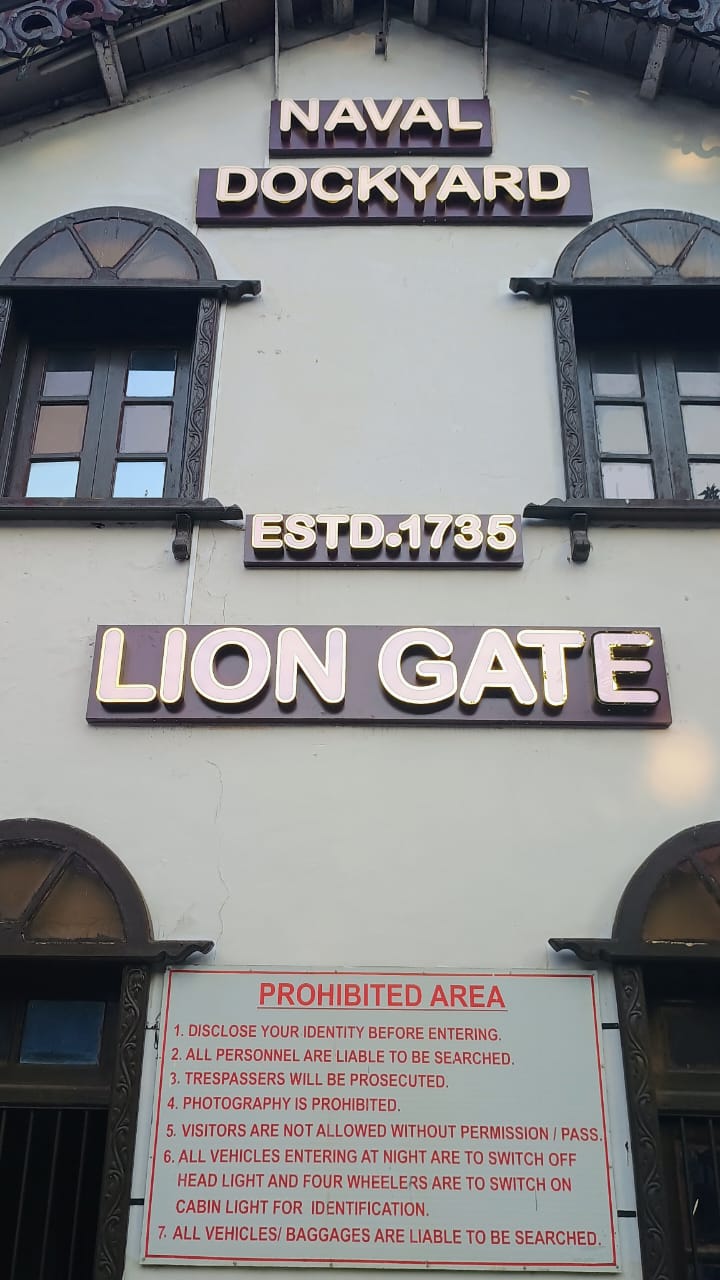 NAVAL
DOCKYARD
ESTD.1735
LION GATE
PROHIBITED AREA
1. DISCLOSE YOUR IDENTITY BEFORE ENTERING.
2. ALL PERSONNEL ARE LIABLE TO BE SEARCHED.
3. TRESPASSERS WILL BE PROSECUTED.
4. PHOTOGRAPHY IS PROHIBITED.
5. VISITORS ARE NOT ALLOWED WITHOUT PERMISSION / PASS.
6. ALL VEHICLES ENTERING AT NIGHT ARE TO SWITCH OFF
HEAD LIGHT AND FOUR WHEELERS ARE TO SWITCH ON
CABIN LIGHT FOR IDENTIFICATION.
7. ALL VEHICLES/ BAGGAGES ARE LIABLE TO BE SEARCHED.